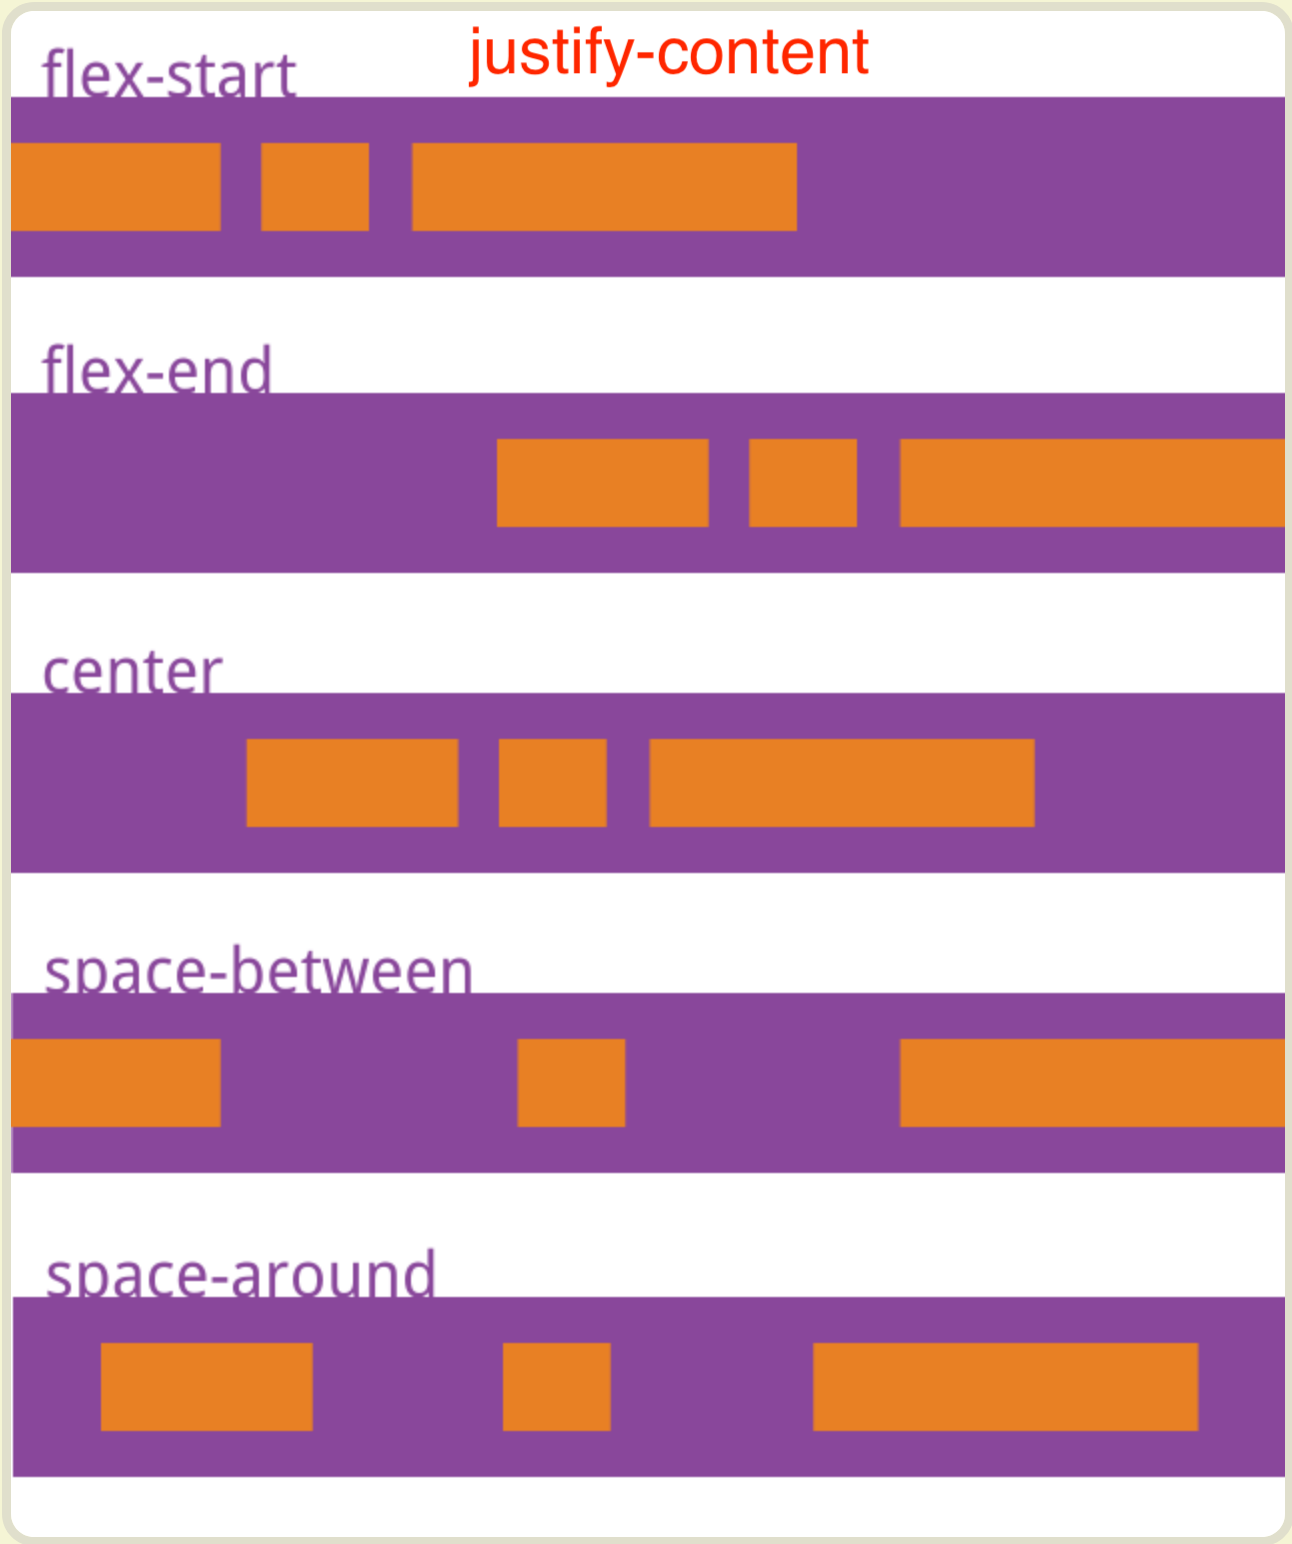 justify-content
flex-start
flex-end
center
space-between
space-around